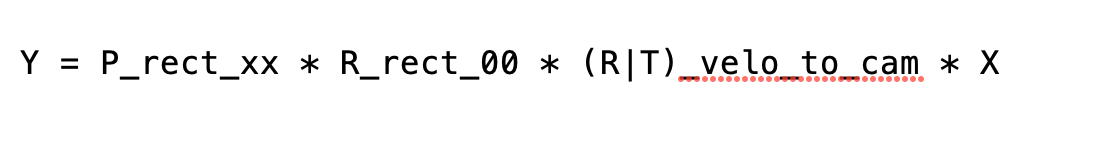 Y = P_rect_xx * R_rect_00 * (R|T)_velo_to_cam * X